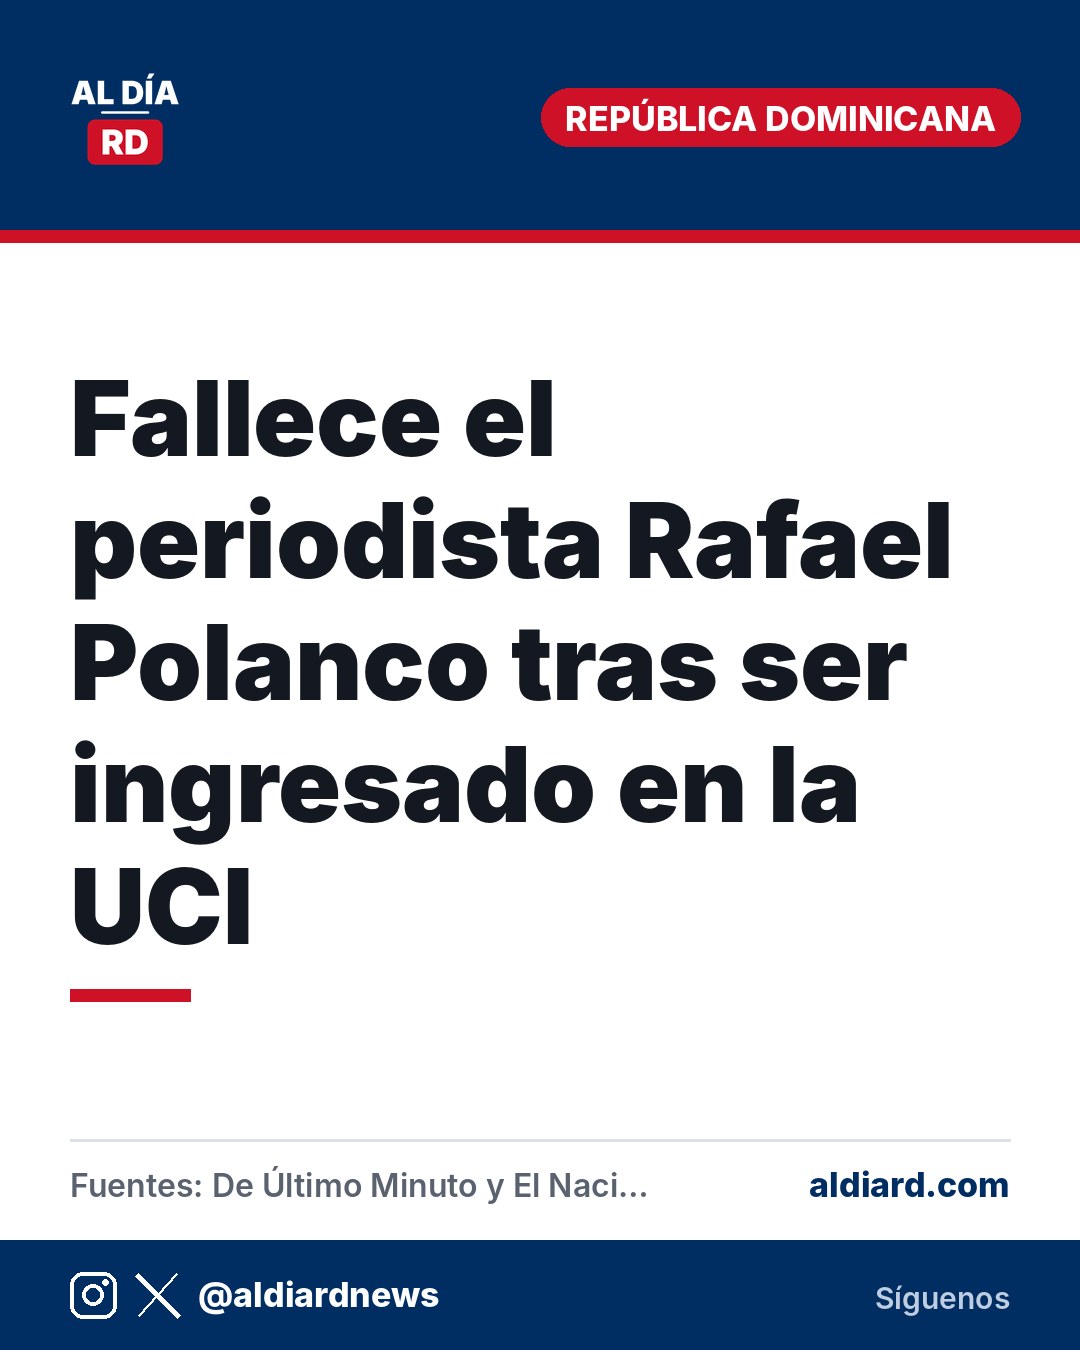 AL DÍA
RD
REPÚBLICA DOMINICANA
Fallece el
periodista Rafael
Polanco tras ser
ingresado en la
UCI
Fuentes: De Último Minuto y El Naci...
aldiard.com
@aldiardnews
Síguenos